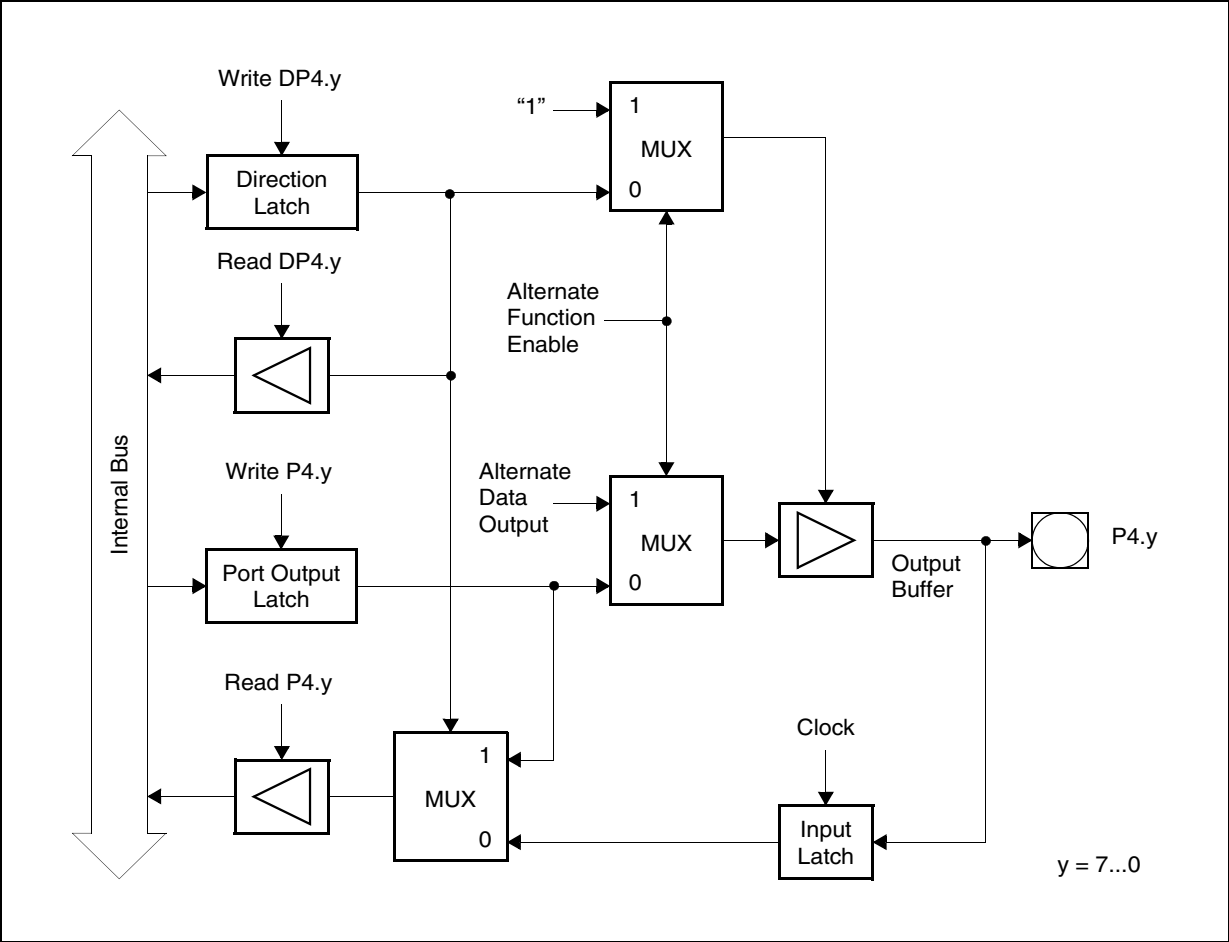 Write DP4.y
“1”
1
MUX
0
Direction
Latch
Read DP4.y
Alternate
Function
Enable
Internal Bus
Write P4.y
Alternate
Data
Output
1
MUX
0
Port Output
Latch
Output
Buffer
P4.y
Read P4.y
1
MUX
0
Clock
Input
Latch
y = 7...0